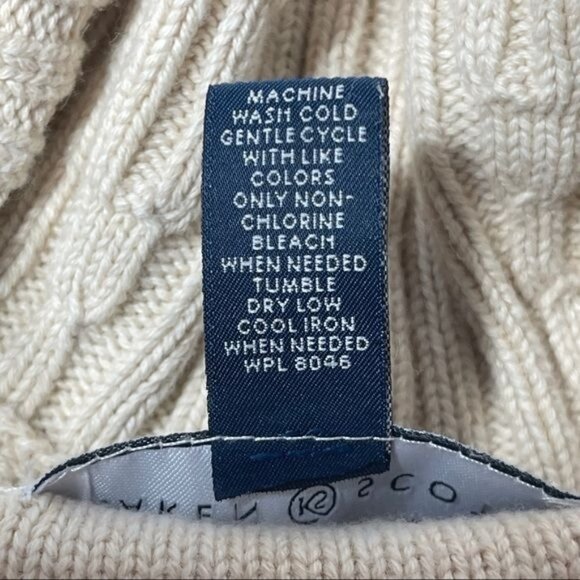 MACHINE
WASH COLD
GENTLE CYCLE
WITH LIKE
COLORS
ONLY NON-
CHLORINE
BLEACH
WHEN NEEDED
TUMBLE
DRY LOW
COOL IRON
WHEN NEEDED
WPL 8046